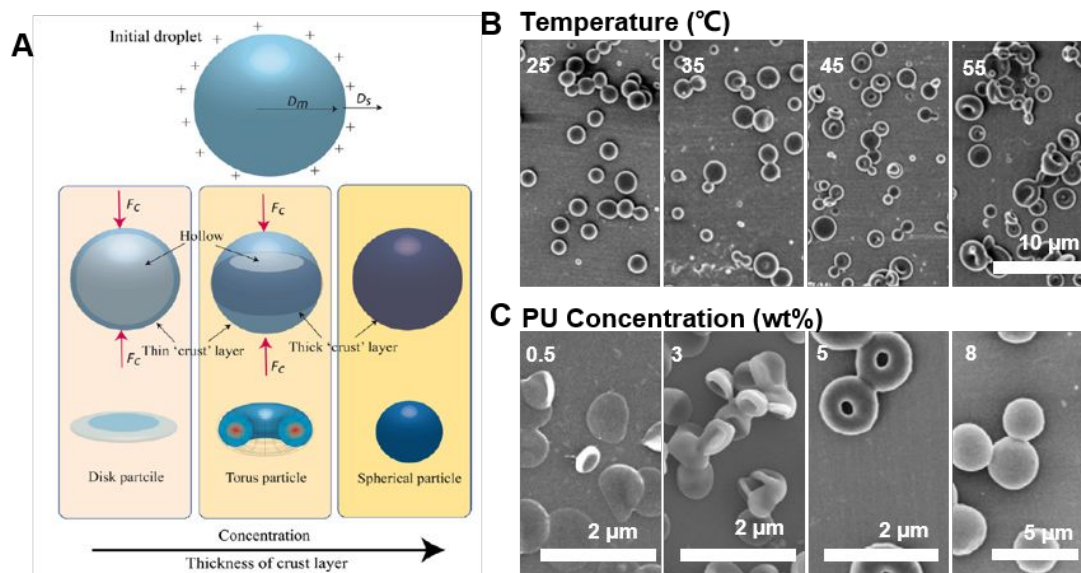 A
Initial droplet
+ + + + + + + + + + + + +
Dm
Ds
Fc
Fc
Hollow
Thin 'crust' layer
Thick 'crust' layer
Fc
Fc
Disk partcile
Torus particle
Spherical particle
Concentration
Thickness of crust layer
B Temperature (℃)
25
35
45
55
10 µm
C PU Concentration (wt%)
0.5
3
5
8
2 µm
2 µm
2 µm
5 µm